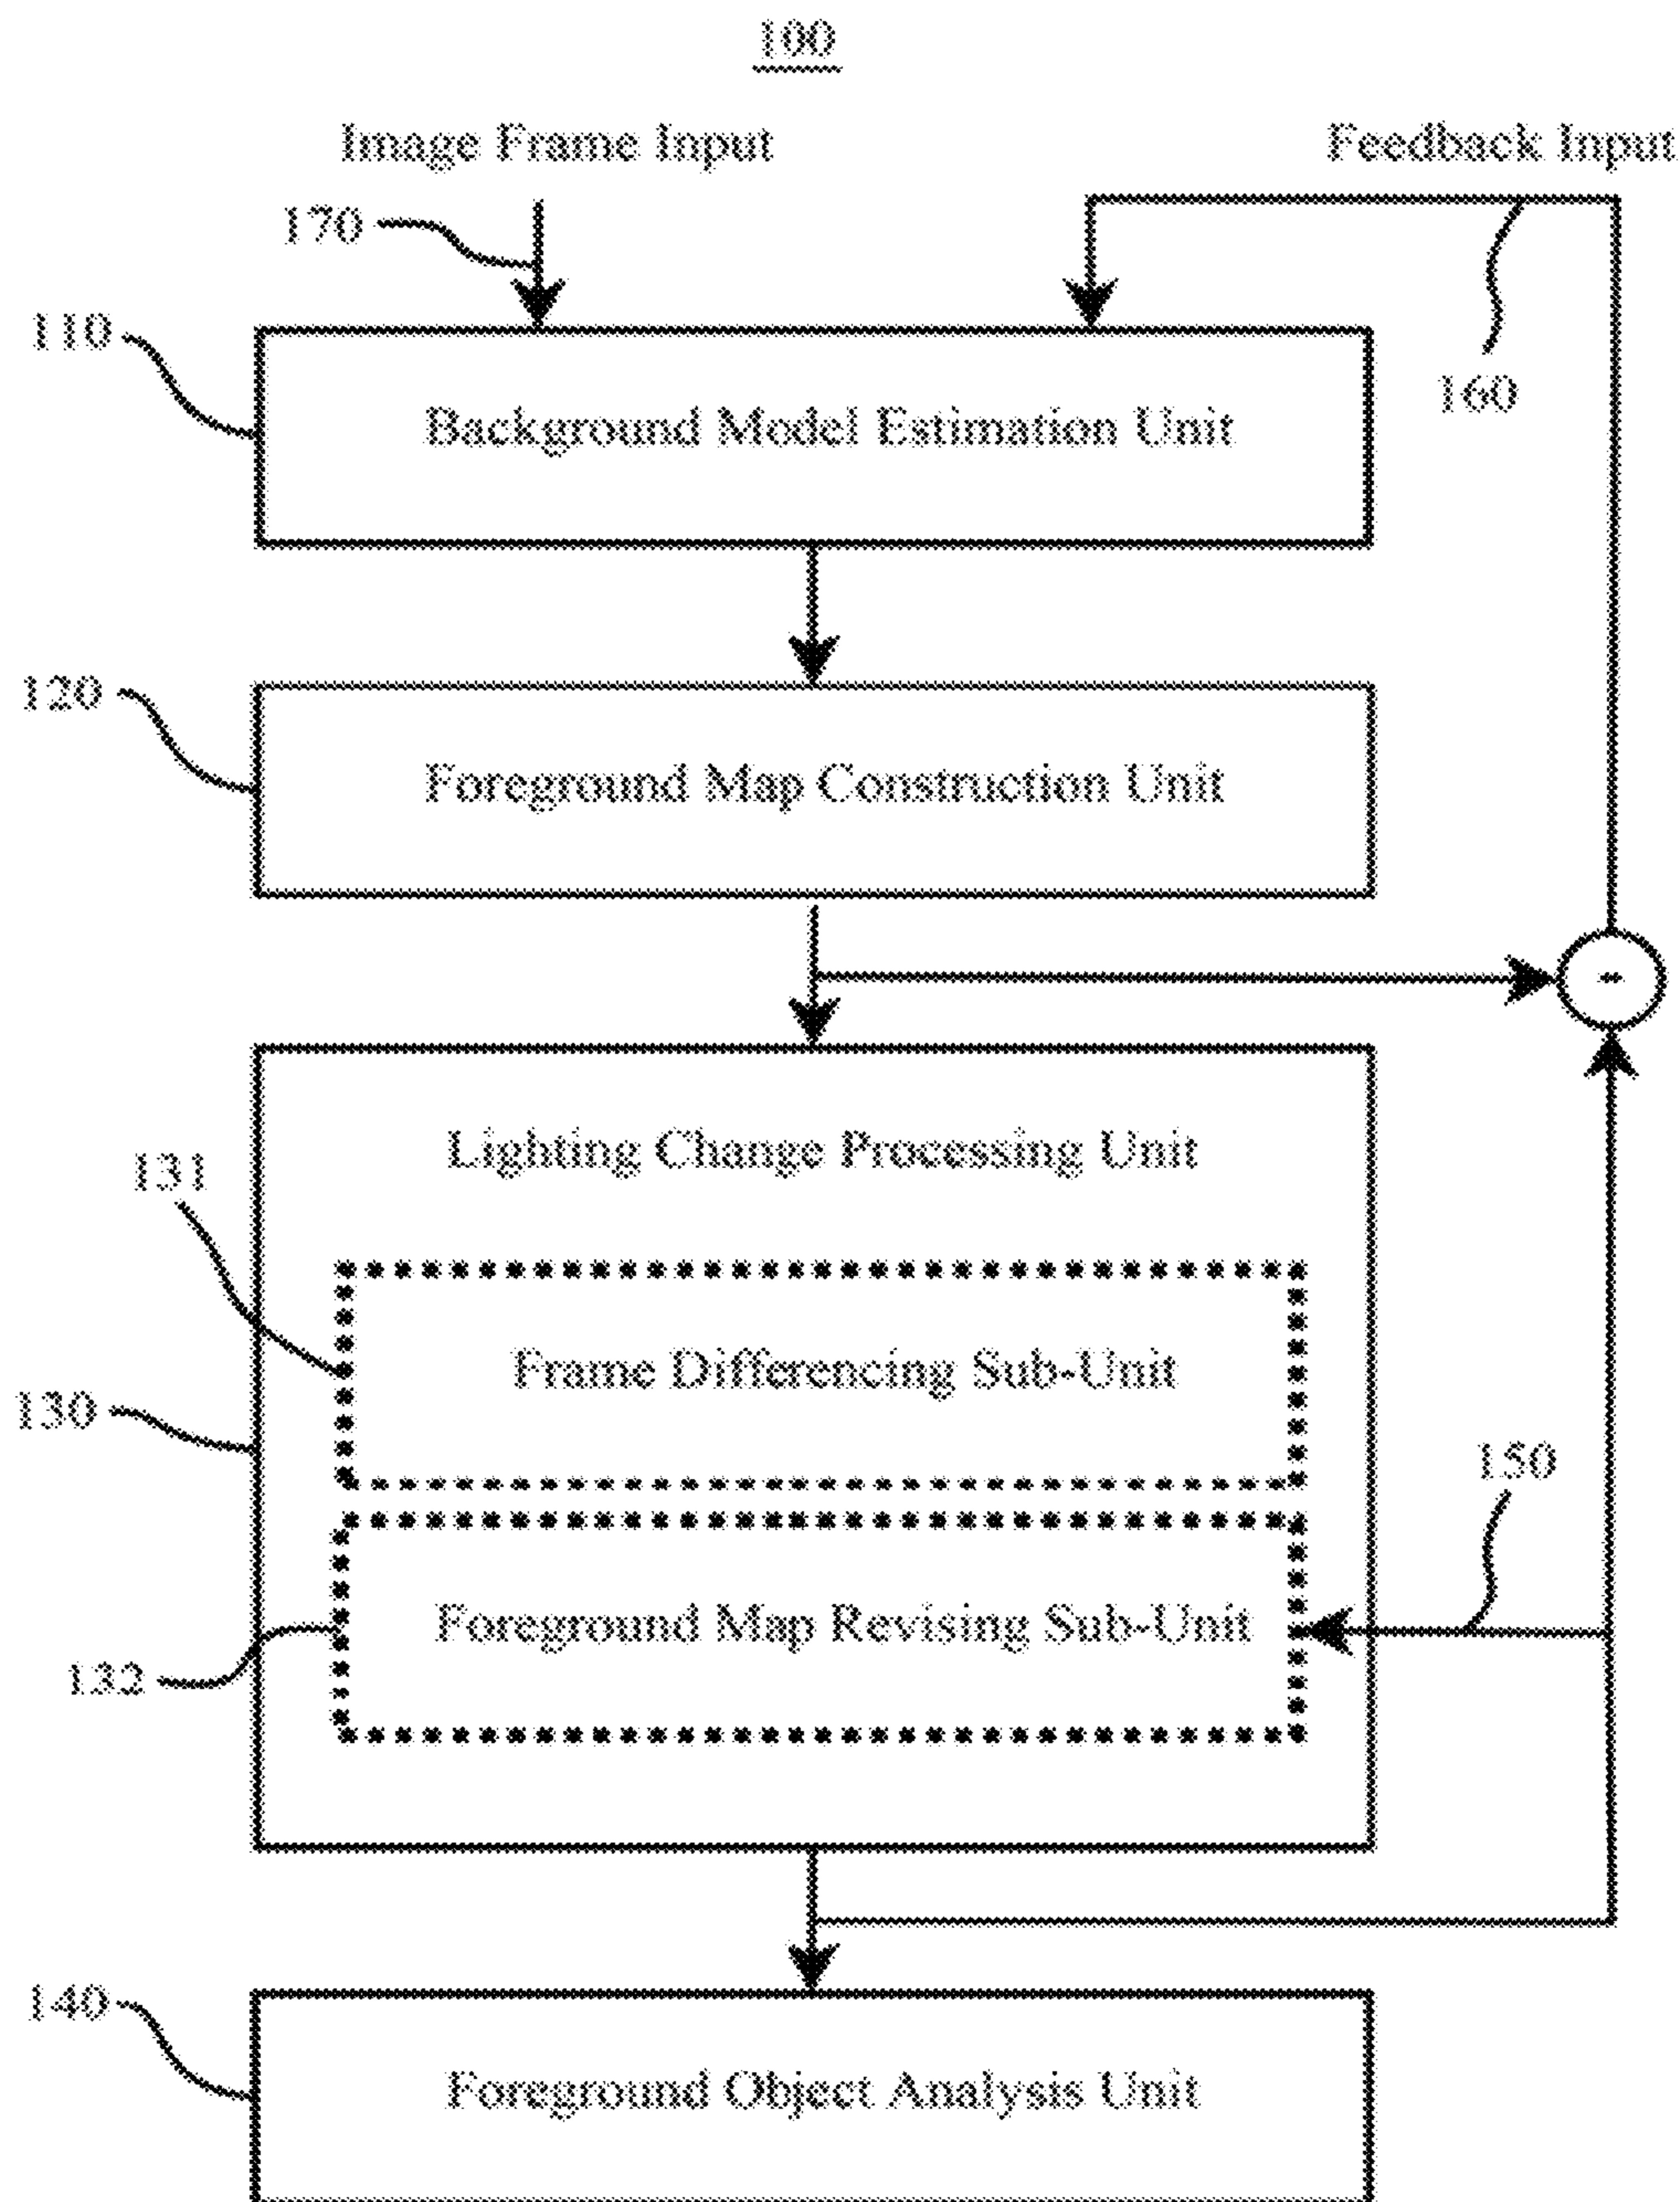 100
Image Frame Input
Feedback Input
170
110
160
Background Model Estimation Unit
120
Foreground Map Construction Unit
-
Lighting Change Processing Unit
131
Frame Differencing Sub-Unit
130
150
Foreground Map Revising Sub-Unit
132
140
Foreground Object Analysis Unit